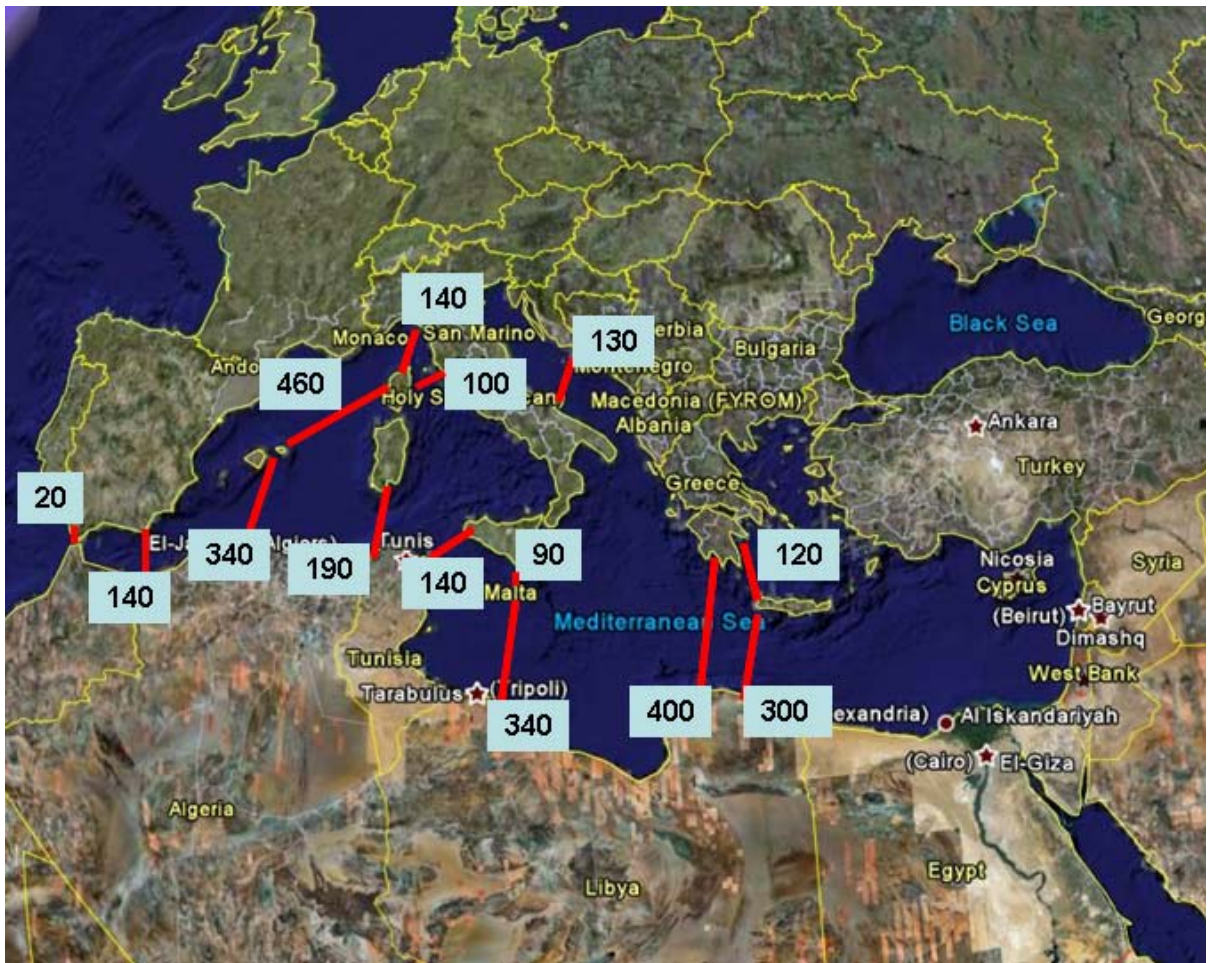 140
Monaco
San Marino
erbia
Black Sea
Georg
130
Bulgaria
Ando
Montenegro
460
100
Holy S
can)
Macedonia (FYROM)
Albania
Ankara
Turkey
Greece
20
El-Ja
Algiers)
Tunis
340
190
140
90
120
Nicosia
Cyprus
Syria
140
Malta
(Beirut)
Bayrut
Mediterranean Sea
Dimashq
Tunisia
West Bank
Tarabulus
(Tripoli)
340
400
300
exandria)
Al Iskandariyah
(Cairo)
El-Giza
Algeria
Libya
Egypt